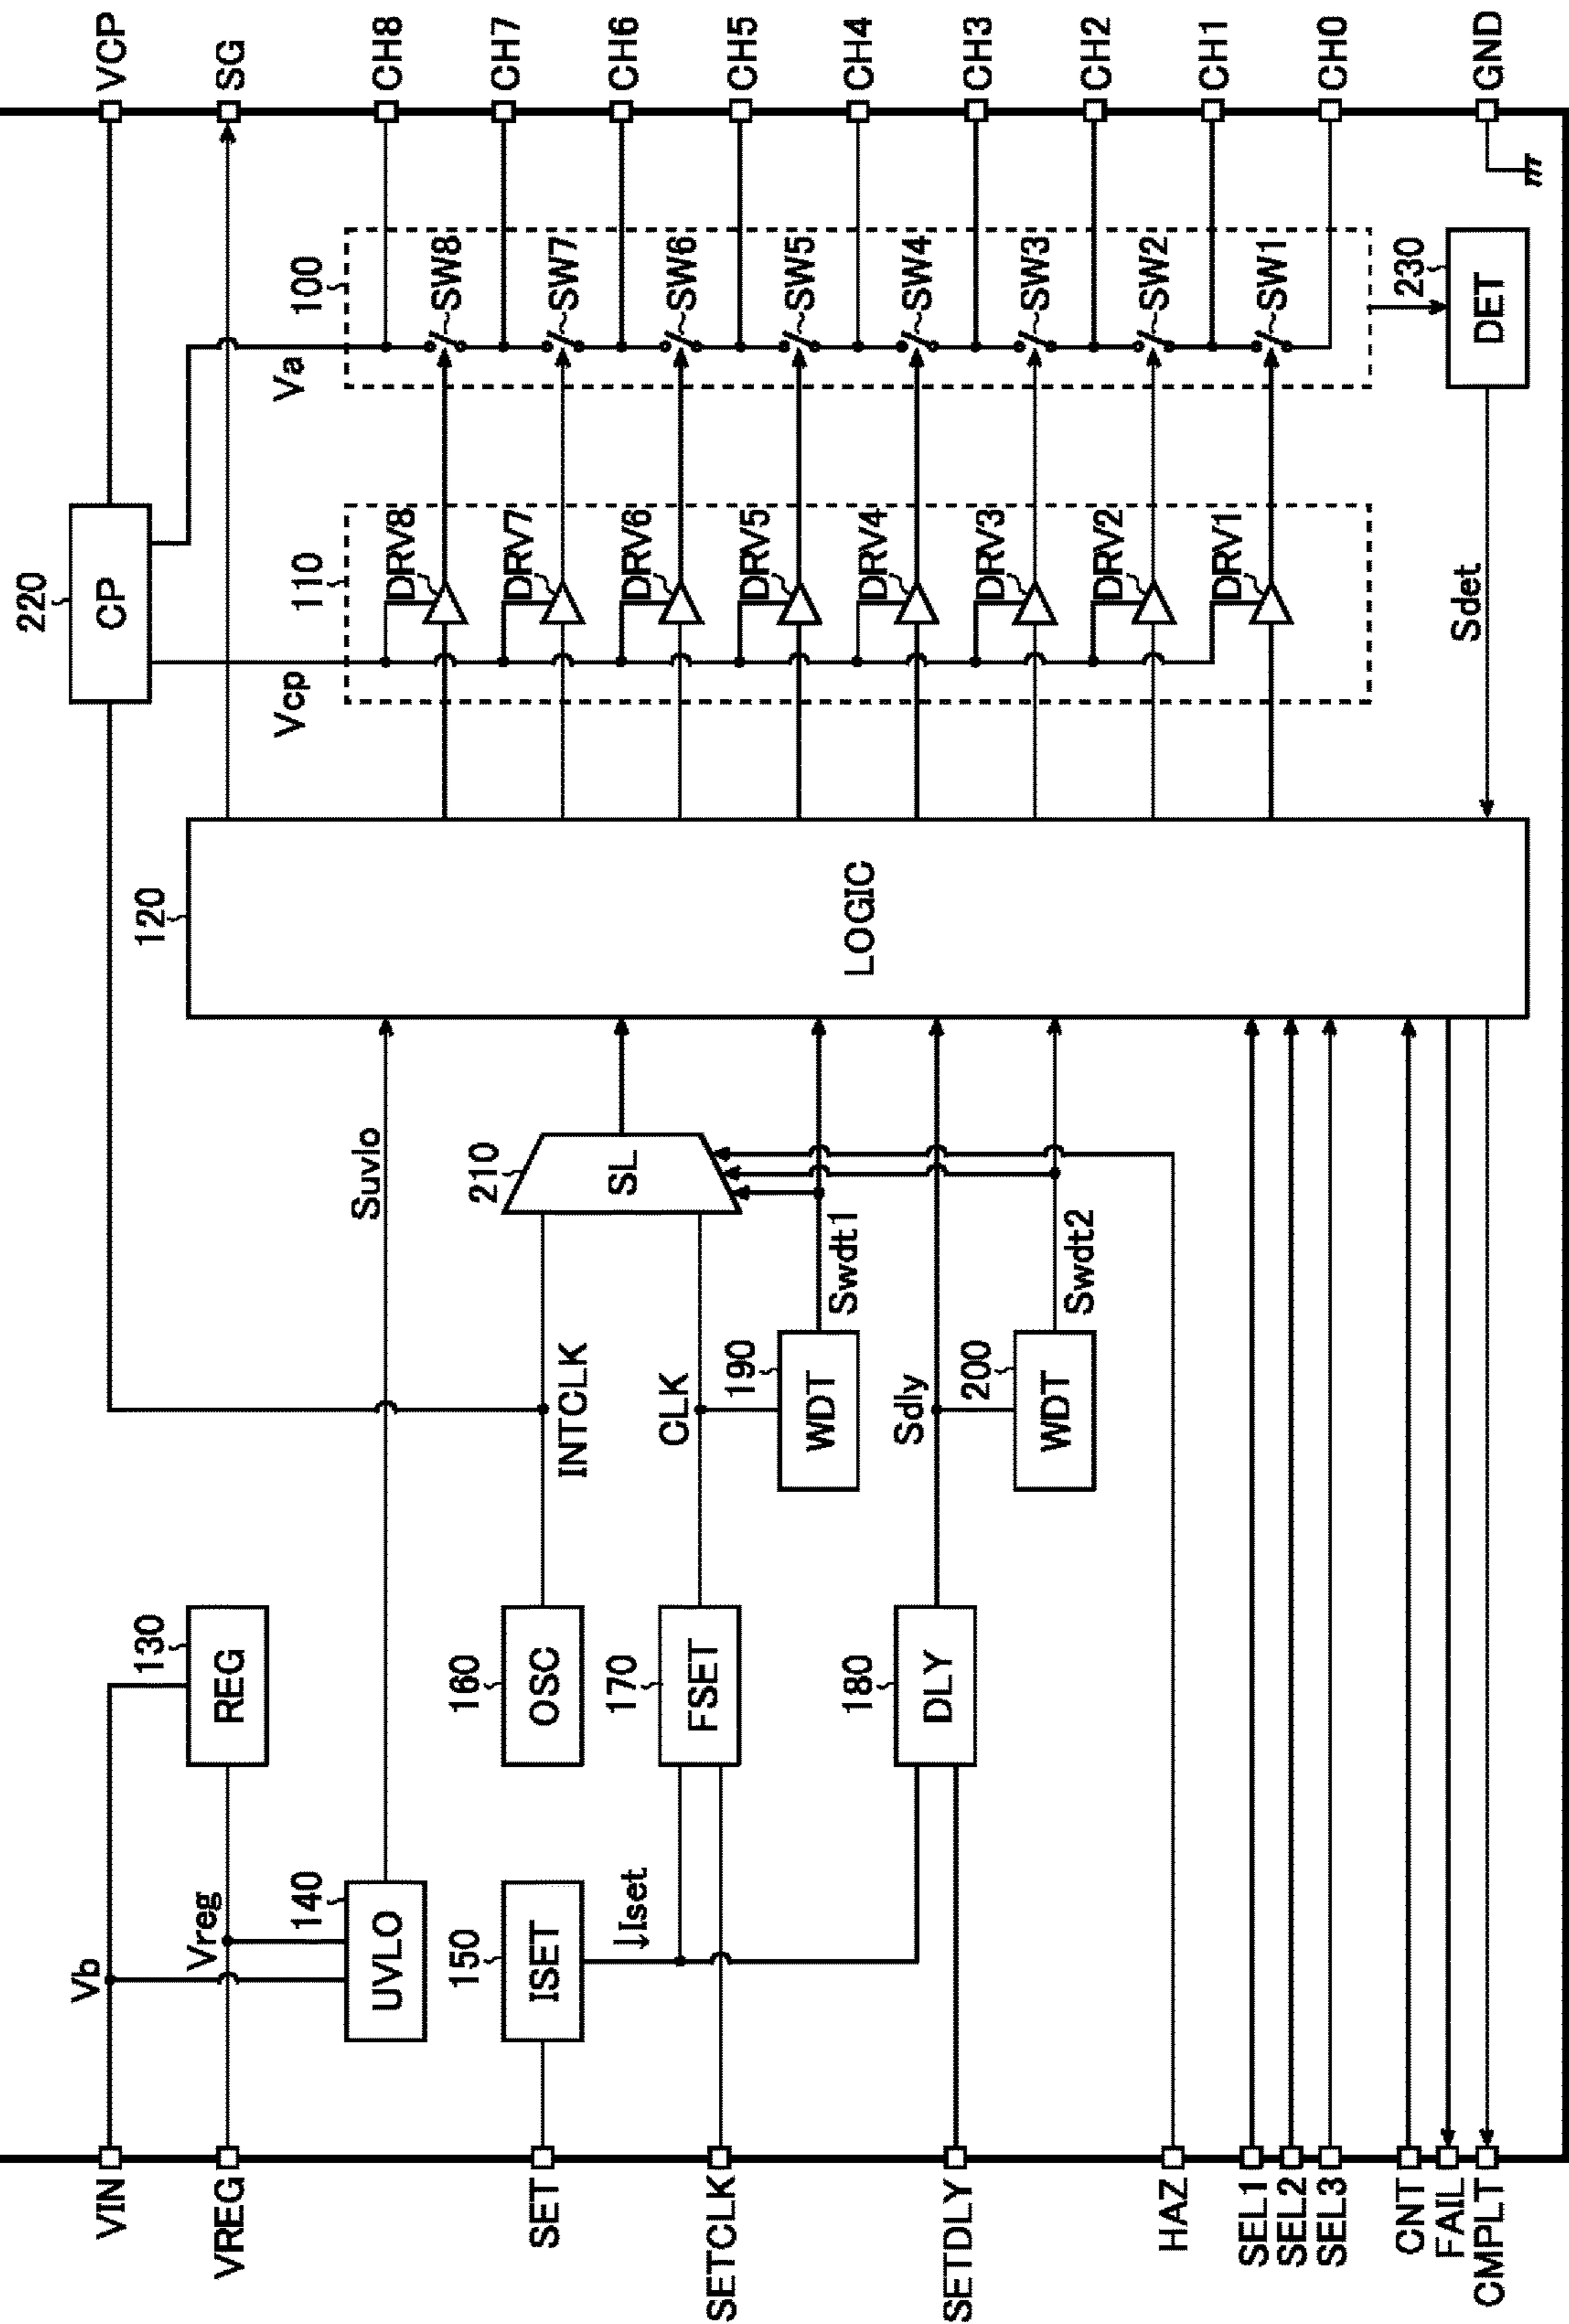 VIN
VREG
SET
SETCLK
SETDLY
HAZ
SEL1
SEL2
SEL3
CNT
FAIL
CMPLT
Vb
Vreg
130
REG
140
UVLO
150
ISET
↓Iset
160
OSC
170
FSET
180
DLY
INTCLK
CLK
190
WDT
Sdly
200
WDT
Suvlo
210
SL
Swdt1
Swdt2
120
LOGIC
220
CP
Vcp
110
DRV8
DRV7
DRV6
DRV5
DRV4
DRV3
DRV2
DRV1
Sdet
Va
100
SW8
SW7
SW6
SW5
SW4
SW3
SW2
SW1
230
DET
VCP
SG
CH8
CH7
CH6
CH5
CH4
CH3
CH2
CH1
CH0
GND